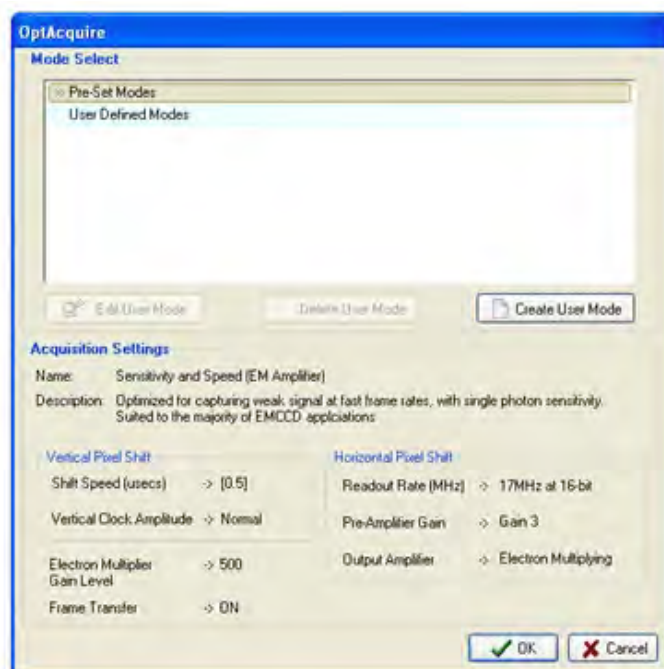 OptAcquire
Mode Select
Pre-Set Modes
User Defined Modes
Edit User Mode
Delete User Mode
Create User Mode
Acquisition Settings
Name: Sensitivity and Speed (EM Amplifier)
Description: Optimized for capturing weak signal at fast frame rates, with single photon sensitivity.
Suited to the majority of EMCCD applciations
Vertical Pixel Shift
Shift Speed (usecs) -> [0.5]
Vertical Clock Amplitude -> Normal
Electron Multiplier
Gain Level -> 500
Frame Transfer -> ON
Horizontal Pixel Shift
Readout Rate (MHz) -> 17MHz at 16-bit
Pre-Amplifier Gain -> Gain 3
Output Amplifier -> Electron Multiplying
OK
Cancel